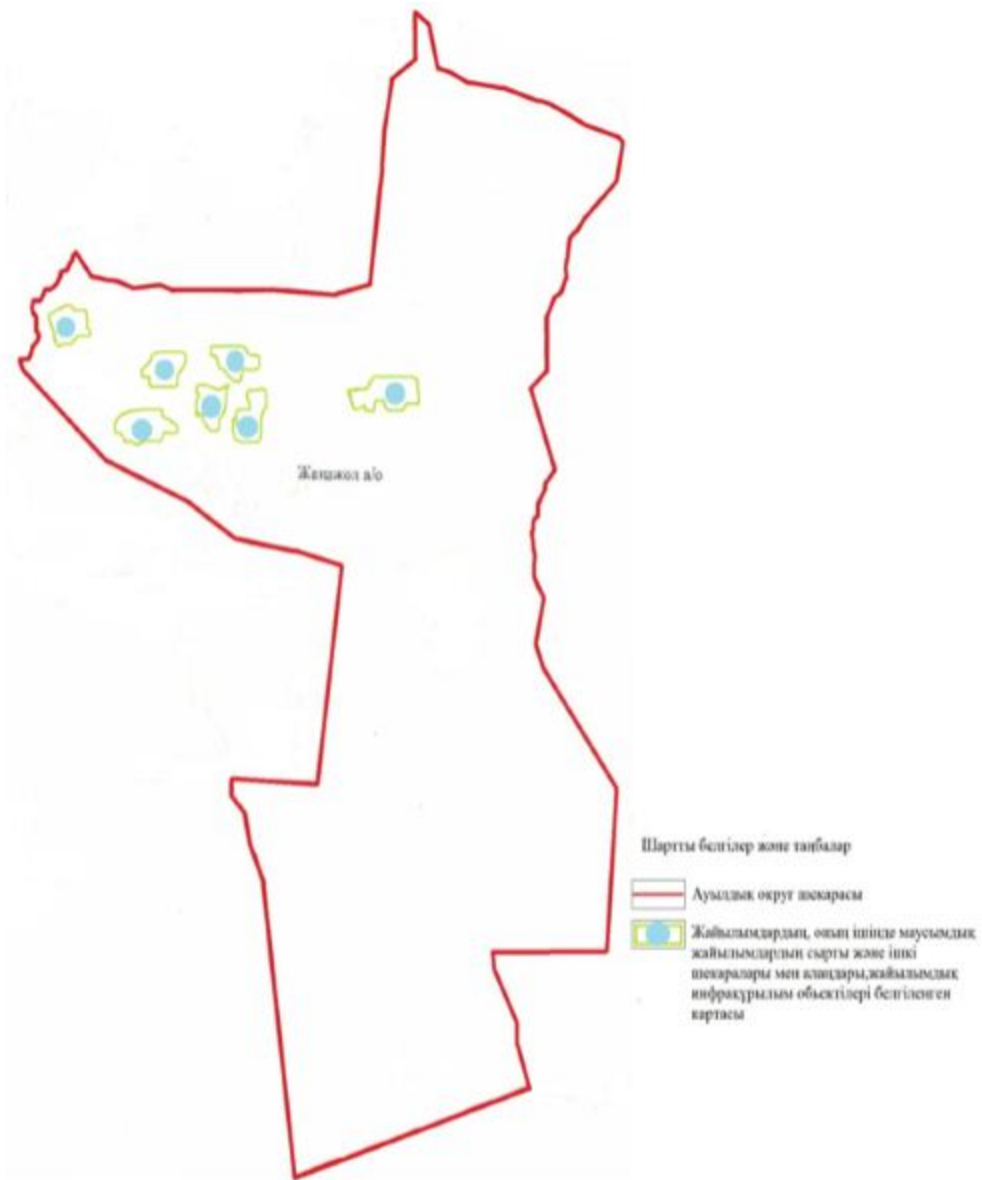 Жаңажол а/о
Шартты белгілер және таңбалар
Ауылдық округ шекарасы
Жайылымдардың, оның ішінде маусымдық
жайылымдардың сыртқы және ішкі
шекаралары мен алаңдары,жайылымдық
инфрақұрылым объектілері белгіленген
картасы